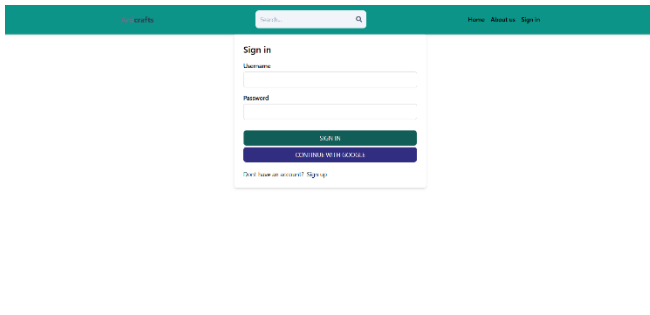 crafts
Search...
Home About us Sign in
Sign in
Username
Password
SIGN IN
CONTINUE WITH GOOGLE
Dont have an account? Sign up